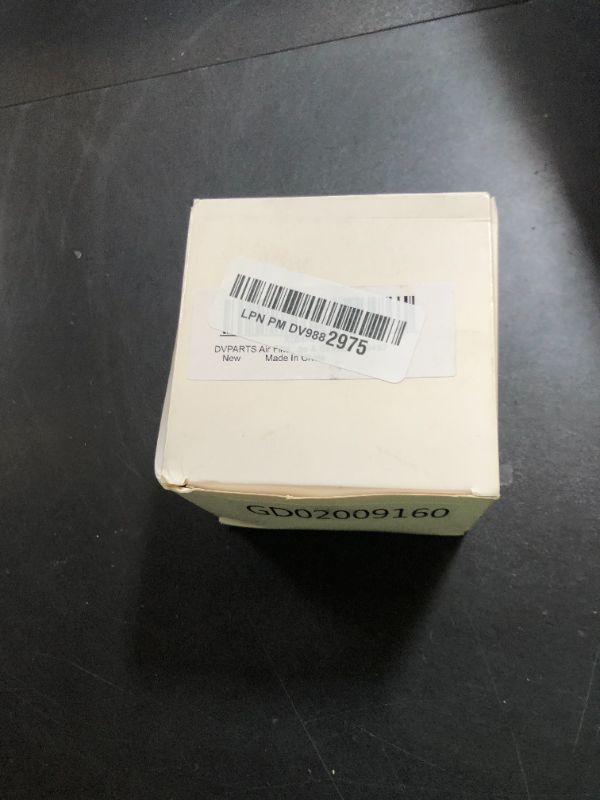 LPN PM DV9882975
DVPARTS Air
New Made In
GD02009160